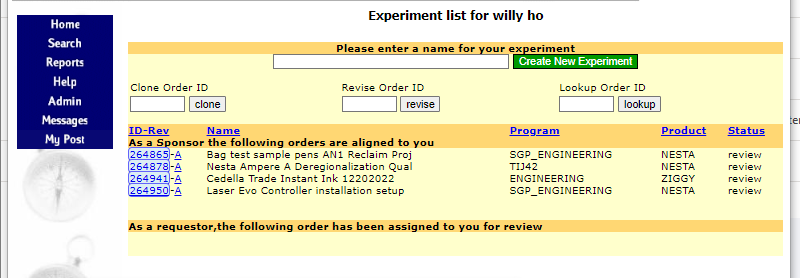 Experiment list for willy ho
Home
Search
Reports
Help
Admin
Messages
My Post
Please enter a name for your experiment
Create New Experiment
Clone Order ID Revise Order ID Lookup Order ID
clone revise lookup
ID-Rev Name Program Product Status
As a Sponsor the following orders are aligned to you
264865-A Bag test sample pens AN1 Reclaim Proj SGP_ENGINEERING NESTA review
264878-A Nesta Ampere A Deregionalization Qual TIJ42 NESTA review
264941-A Cedella Trade Instant Ink 12202022 ENGINEERING ZIGGY review
264950-A Laser Evo Controller installation setup SGP_ENGINEERING NESTA review
As a requestor,the following order has been assigned to you for review